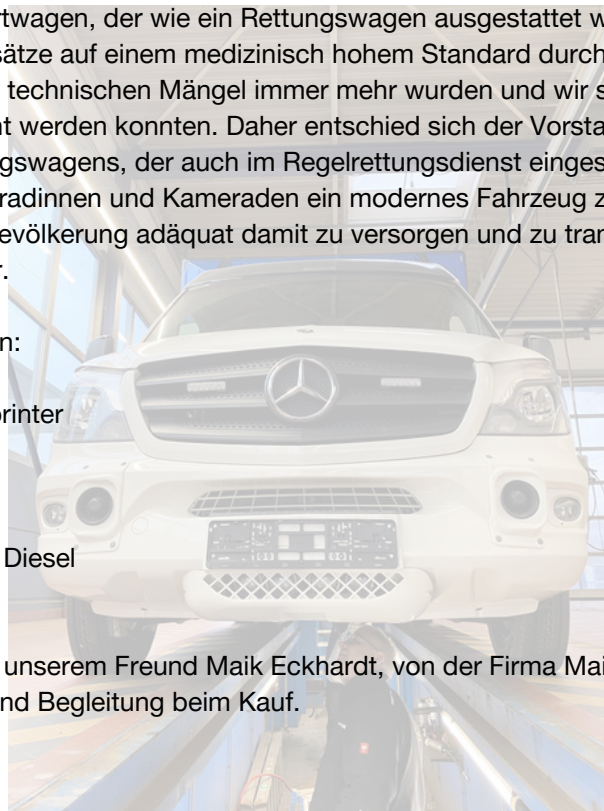 rtwagen, der wie ein Rettungswagen ausgestattet w
sätze auf einem medizinisch hohem Standard durch
technischen Mängel immer mehr wurden und wir s
nt werden konnten. Daher entschied sich der Vorsta
ngswagens, der auch im Regelrettungsdienst einges
radinnen und Kameraden ein modernes Fahrzeug z
evölkerung adäquat damit zu versorgen und zu tran
r.
n:
printer
Diesel
unserem Freund Maik Eckhardt, von der Firma Mai
nd Begleitung beim Kauf.